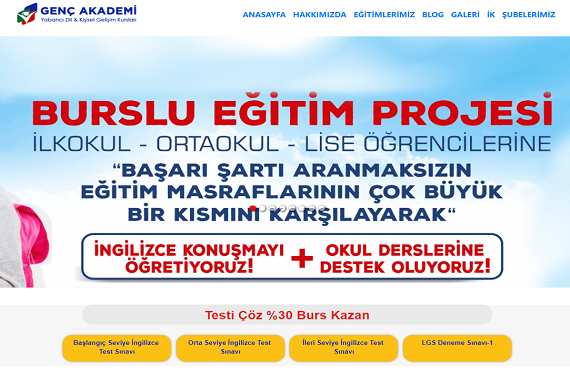 GENÇ AKADEMİ
Yabancı Dil & Kişisel Gelişim Kursları
ANASAYFA HAKKIMIZDA EĞİTİMLERİMİZ BLOG GALERİ İK ŞUBELERİMİZ
BURSLU EĞİTİM PROJESİ
İLKOKUL - ORTAOKUL - LİSE ÖĞRENCİLERİNE
“BAŞARI ŞARTI ARANMAKSIZIN
EĞİTİM MASRAFLARININ ÇOK BÜYÜK
BİR KISMINI KARŞILAYARAK“
İNGİLİZCE KONUŞMAYI
ÖĞRETİYORUZ!
+
OKUL DERSLERİNE
DESTEK OLUYORUZ!
Testi Çöz %30 Burs Kazan
Başlangıç Seviye İngilizce
Test Sınavı
Orta Seviye İngilizce Test
Sınavı
İleri Seviye İngilizce Test
Sınavı
LGS Deneme Sınavı-1